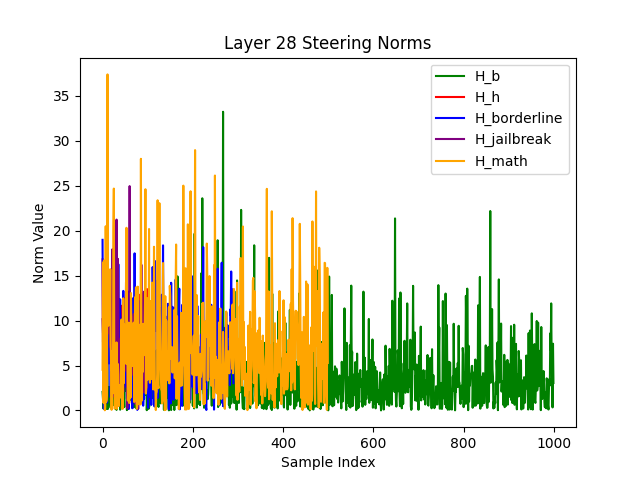 Layer 28 Steering Norms
H_b
H_h
H_borderline
H_jailbreak
H_math
Norm Value
35
30
25
20
15
10
5
0
0
200
400
600
800
1000
Sample Index